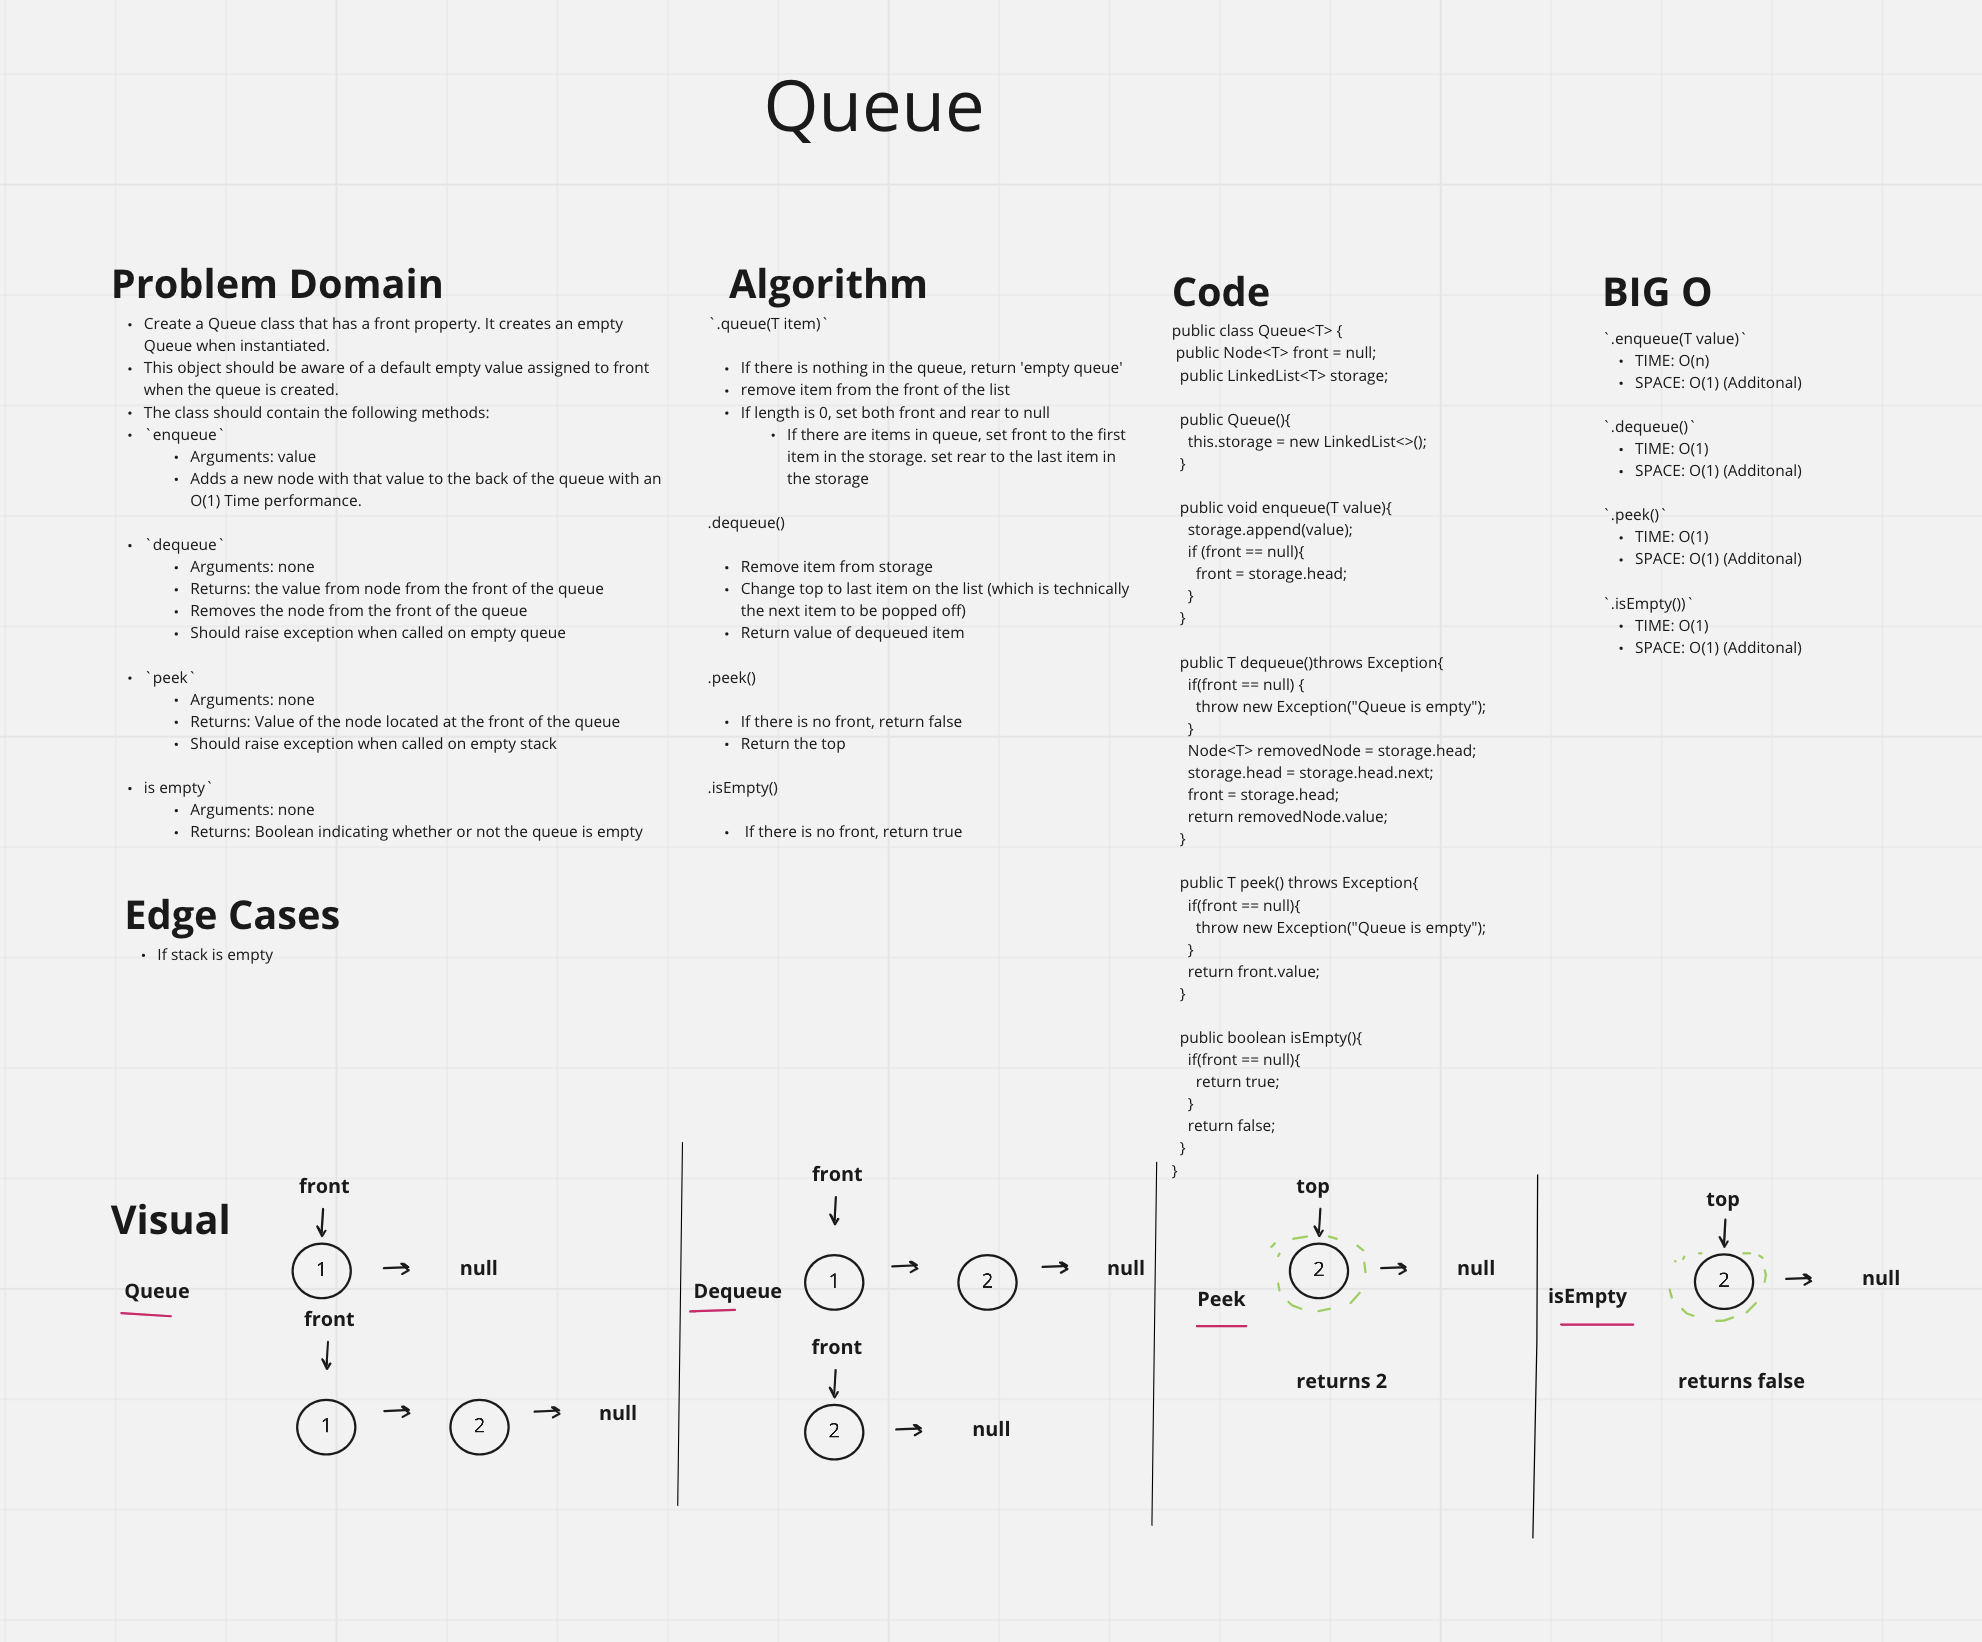 Queue
Problem Domain
• Create a Queue class that has a front property. It creates an empty
Queue when instantiated.
• This object should be aware of a default empty value assigned to front
when the queue is created.
• The class should contain the following methods:
• `enqueue`
• Arguments: value
• Adds a new node with that value to the back of the queue with an
O(1) Time performance.
• `dequeue`
• Arguments: none
• Returns: the value from node from the front of the queue
• Removes the node from the front of the queue
• Should raise exception when called on empty queue
• `peek`
• Arguments: none
• Returns: Value of the node located at the front of the queue
• Should raise exception when called on empty stack
• is empty`
• Arguments: none
• Returns: Boolean indicating whether or not the queue is empty
Edge Cases
• If stack is empty
Algorithm
`.queue(T item)`
• If there is nothing in the queue, return 'empty queue'
• remove item from the front of the list
• If length is 0, set both front and rear to null
• If there are items in queue, set front to the first
item in the storage. set rear to the last item in
the storage
.dequeue()
• Remove item from storage
• Change top to last item on the list (which is technically
the next item to be popped off)
• Return value of dequeued item
.peek()
• If there is no front, return false
• Return the top
.isEmpty()
• If there is no front, return true
Code
public class Queue<T> {
public Node<T> front = null;
public LinkedList<T> storage;
public Queue(){
this.storage = new LinkedList<>();
}
public void enqueue(T value){
storage.append(value);
if (front == null){
front = storage.head;
}
}
public T dequeue()throws Exception{
if(front == null) {
throw new Exception("Queue is empty");
}
Node<T> removedNode = storage.head;
storage.head = storage.head.next;
front = storage.head;
return removedNode.value;
}
public T peek() throws Exception{
if(front == null){
throw new Exception("Queue is empty");
}
return front.value;
}
public boolean isEmpty(){
if(front == null){
return true;
}
return false;
}
}
BIG O
`.enqueue(T value)`
• TIME: O(n)
• SPACE: O(1) (Additonal)
`.dequeue()`
• TIME: O(1)
• SPACE: O(1) (Additonal)
`.peek()`
• TIME: O(1)
• SPACE: O(1) (Additonal)
`.isEmpty())`
• TIME: O(1)
• SPACE: O(1) (Additonal)
Visual
Queue
front
1 null
front
1 2 null
Dequeue
front
1 2 null
front
2 null
Peek
top
2 null
returns 2
isEmpty
top
2 null
returns false